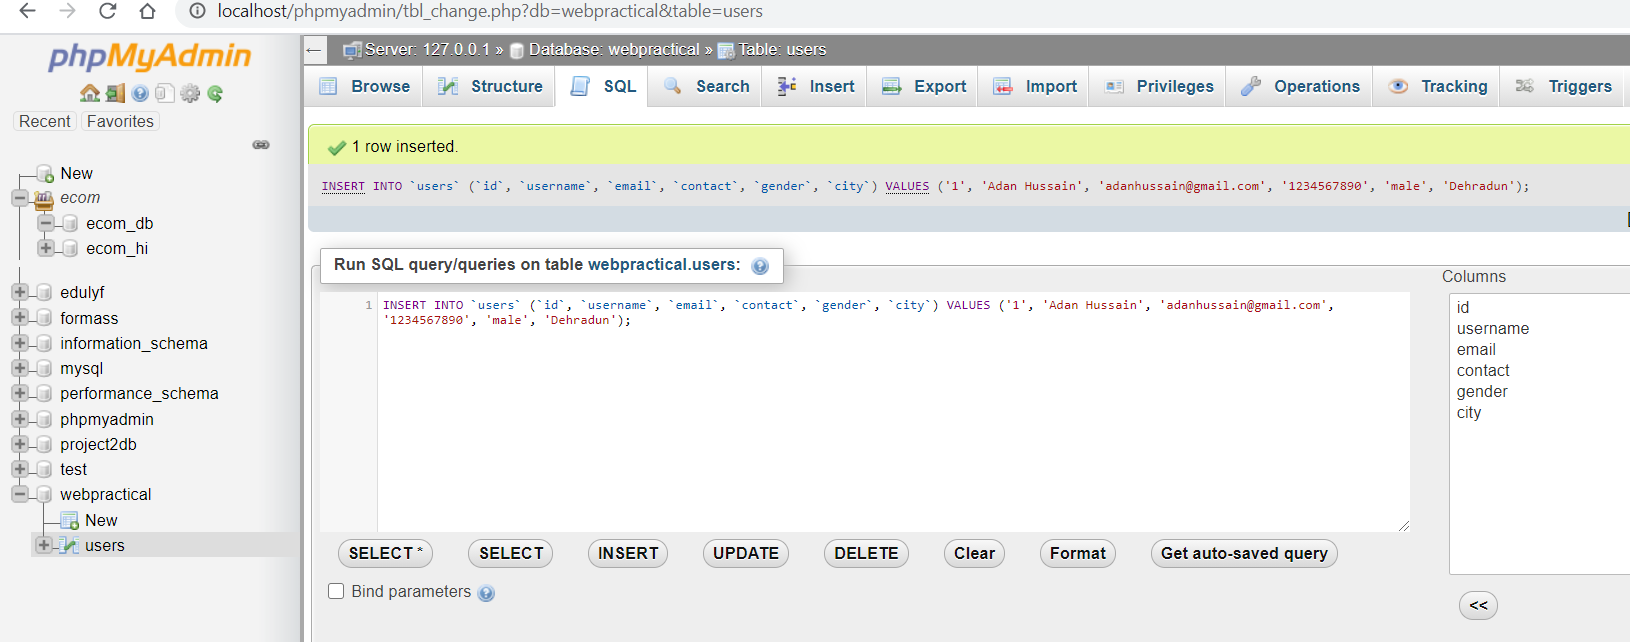 localhost/phpmyadmin/tbl_change.php?db=webpractical&table=users
phpMyAdmin
Recent Favorites
New
ecom
ecom_db
ecom_hi
edulyf
formass
information_schema
mysql
performance_schema
phpmyadmin
project2db
test
webpractical
New
users
← Server: 127.0.0.1 » Database: webpractical » Table: users
Browse Structure SQL Search Insert Export Import Privileges Operations Tracking Triggers
1 row inserted.
INSERT INTO `users` (`id`, `username`, `email`, `contact`, `gender`, `city`) VALUES ('1', 'Adan Hussain', 'adanhussain@gmail.com', '1234567890', 'male', 'Dehradun');
Run SQL query/queries on table webpractical.users:
1 INSERT INTO `users` (`id`, `username`, `email`, `contact`, `gender`, `city`) VALUES ('1', 'Adan Hussain', 'adanhussain@gmail.com',
'1234567890', 'male', 'Dehradun');
Columns
id
username
email
contact
gender
city
SELECT * SELECT INSERT UPDATE DELETE Clear Format Get auto-saved query
Bind parameters
<<